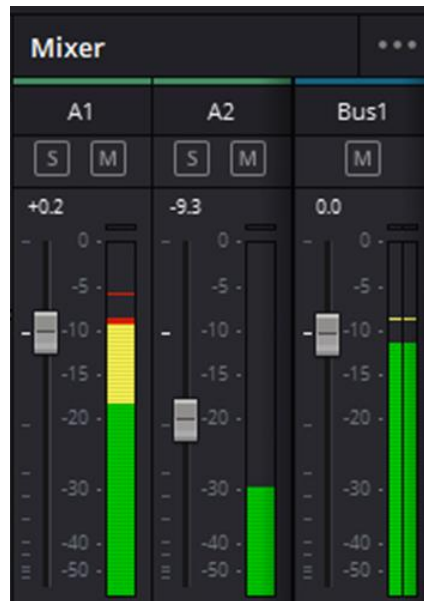 Mixer •••
A1 A2 Bus1
S M S M M
+0.2 -9.3 0.0
0 - 0 - 0 -
-5 - -5 - -5 -
-10 - -10 - -10 -
-15 - -15 - -15 -
-20 - -20 - -20 -
-30 - -30 - -30 -
-40 - -40 - -40 -
-50 - -50 - -50 -